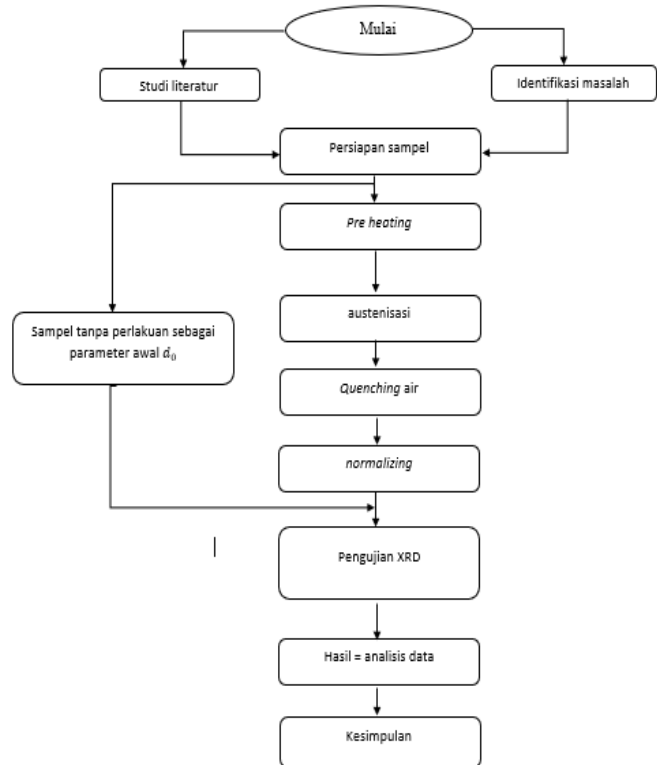 Mulai
Studi literatur
Identifikasi masalah
Persiapan sampel
Pre heating
austenisasi
Sampel tanpa perlakuan sebagai
parameter awal d₀
Quenching air
normalizing
Pengujian XRD
Hasil = analisis data
Kesimpulan